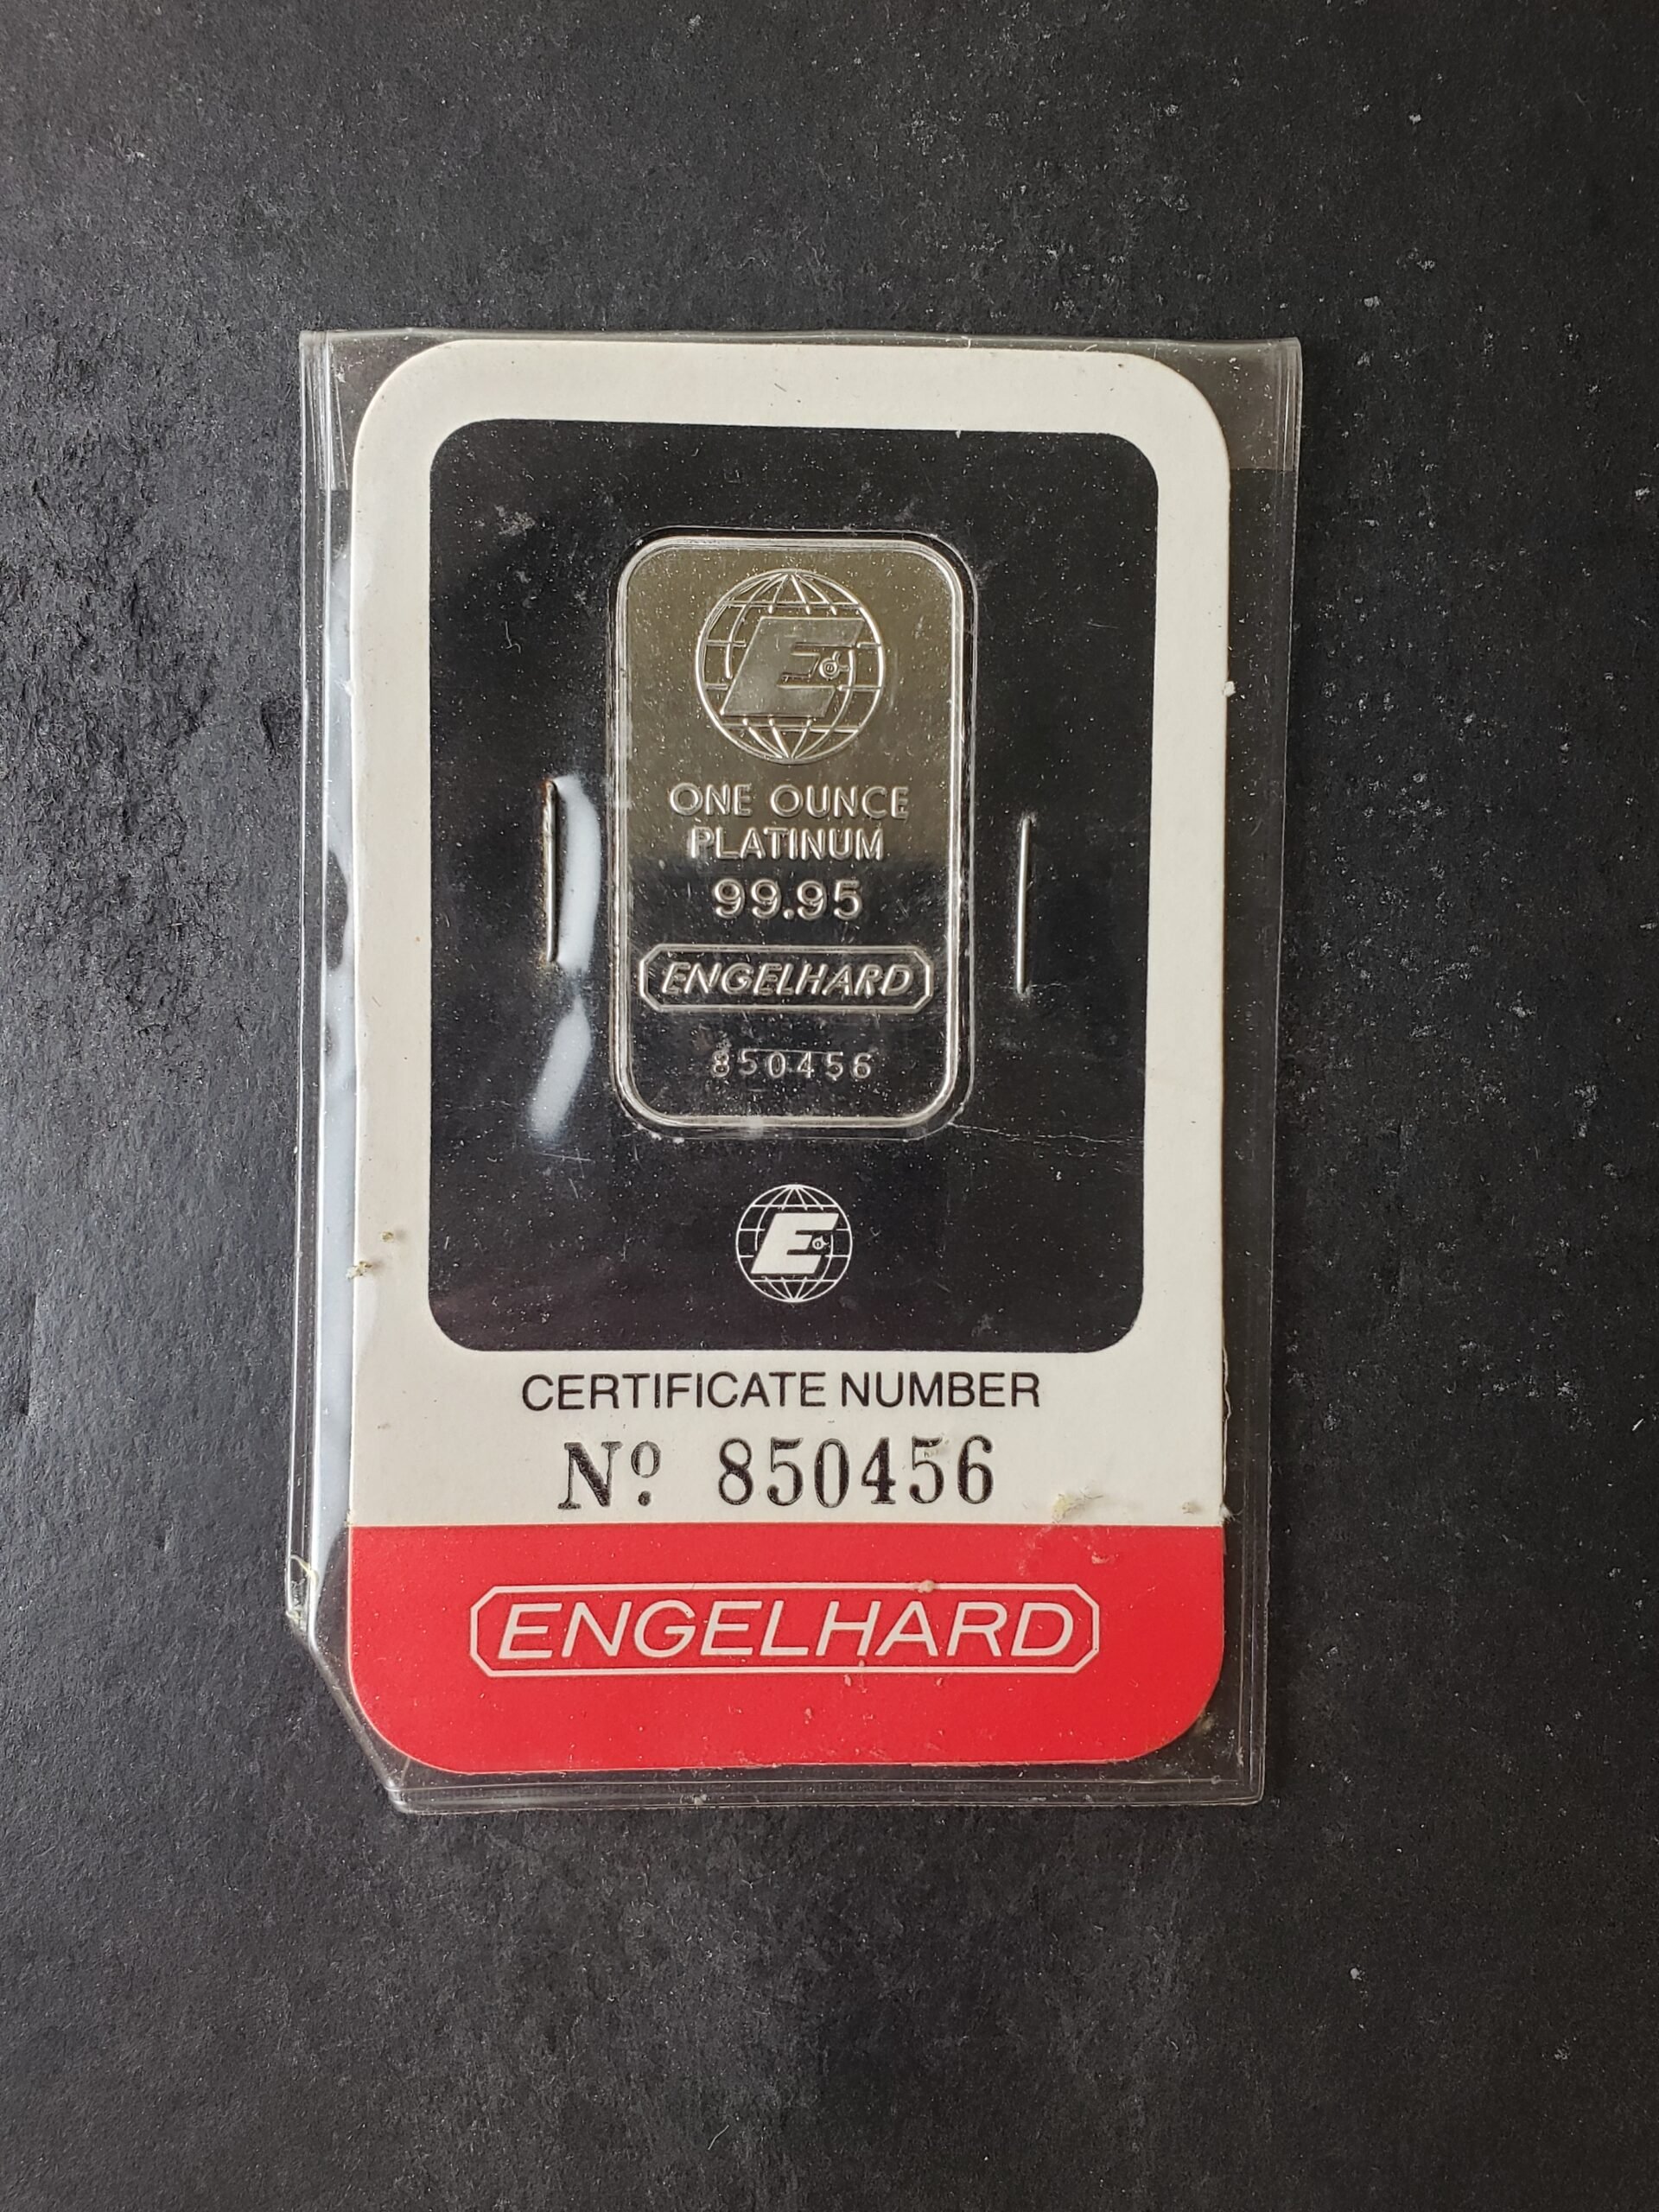 E
ONE OUNCE
PLATINUM
99.95
ENGELHARD
850456
E
CERTIFICATE NUMBER
Nº 850456
ENGELHARD